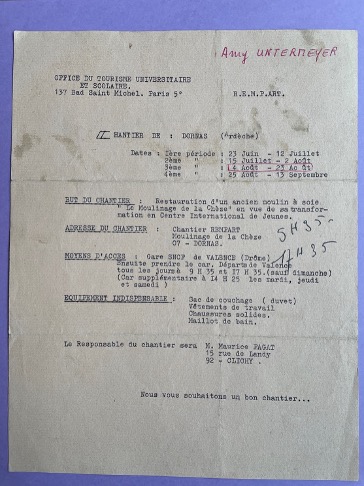 Amy UNTERMEYER
OFFICE DU TOURISME UNIVERSITAIRE
ET SCOLAIRE.
137 Bad Saint Michel. Paris 5° R.E.M.P.ART.
CHANTIER DE : DORNAS (Ardèche)
Dates : 1ère période : 23 Juin - 12 Juillet
2ème " : 15 Juillet - 2 Août
3ème " : 4 Août - 23 Août
4ème " : 25 Août - 13 Septembre
BUT DU CHANTIER : Restauration d'un ancien moulin à soie
"Le Moulinage de la Chèze" en vue de sa transfor-
mation en Centre International de Jeunes.
ADRESSE DU CHANTIER : Chantier REMPART
Moulinage de la Chèze
07 - DORNAS.
9H35
17H35
MOYENS D'ACCES : Gare SNCF de VALENCE (Drôme)
Ensuite prendre le car. Départs de Valence
tous les jours à 9 H 35 et 17 H 35 (sauf dimanche)
(Car supplémentaire à 14 H 25 les mardi, jeudi
et samedi )
EQUIPEMENT INDISPENSABLE : Sac de couchage ( duvet)
Vêtements de travail
Chaussures solides.
Maillot de bain.
Le Responsable du chantier sera M. Maurice PAGAT
15 rue de Landy
92 - CLICHY .
Nous vous souhaitons un bon chantier...